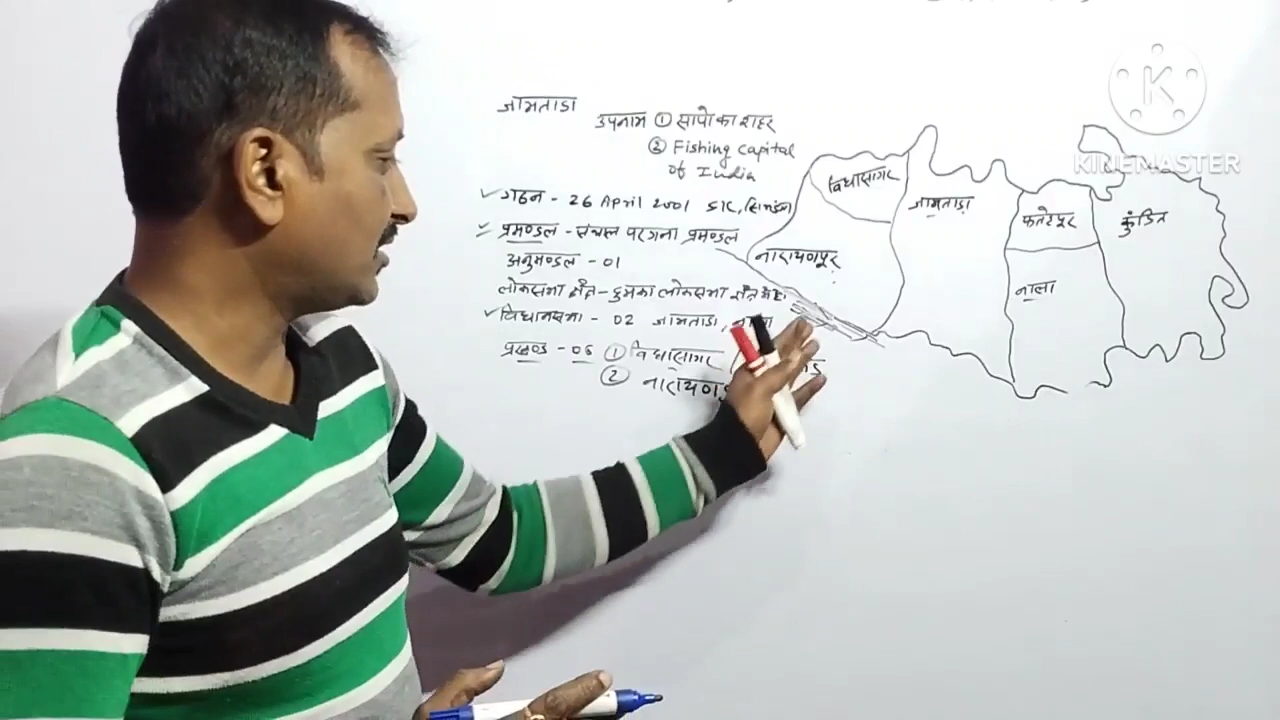 जामताडा
उपनाम ① सापो का शहर
② Fishing Capital
of India
✓ गठन - 26 April 2001
प्रमण्डल - संथाल परगना प्रमण्डल
अनुमण्डल - 01
लोकसभा क्षेत्र - दुमका लोकसभा क्षेत्र
✓ विधानसभा - 02 जामताडा,
प्रखण्ड - 06 ① विद्यासागर
② नारायणपु
विद्यासागर
जामताड़ा
फतेहपुर
कुंडित
नारायणपुर
नाला
K
KINEMASTER